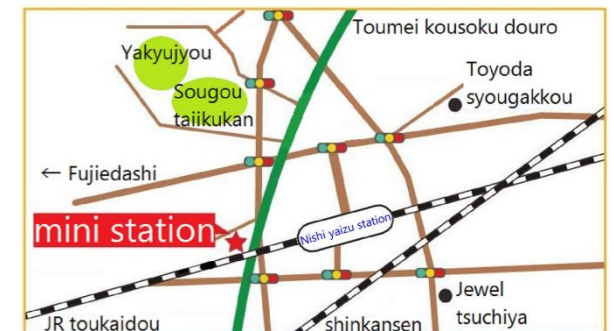 Toumei kousoku douro
Yakyujyou
Toyoda
syougakkou
Sougou
taiikukan
← Fujiedashi
mini station
Nishi yaizu station
Jewel
tsuchiya
JR toukaidou
shinkansen